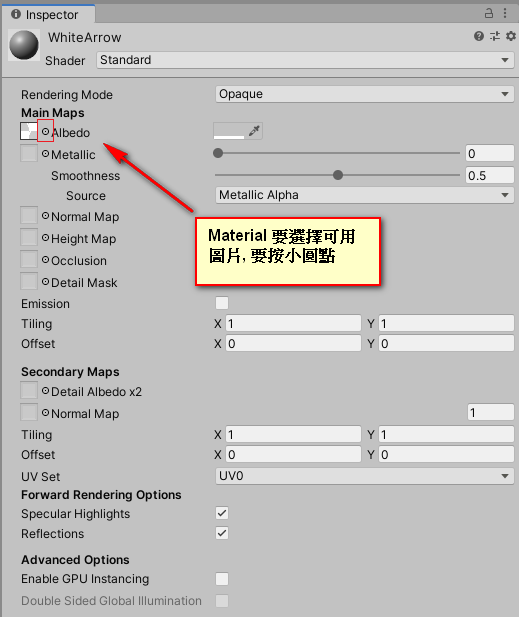 Inspector
WhiteArrow
Shader Standard
Rendering Mode Opaque
Main Maps
Albedo
Metallic 0
Smoothness 0.5
Source Metallic Alpha
Normal Map
Height Map
Occlusion
Detail Mask
Material 要選擇可用
圖片, 要按小圓點
Emission
Tiling X 1 Y 1
Offset X 0 Y 0
Secondary Maps
Detail Albedo x2
Normal Map 1
Tiling X 1 Y 1
Offset X 0 Y 0
UV Set UV0
Forward Rendering Options
Specular Highlights
Reflections
Advanced Options
Enable GPU Instancing
Double Sided Global Illumination